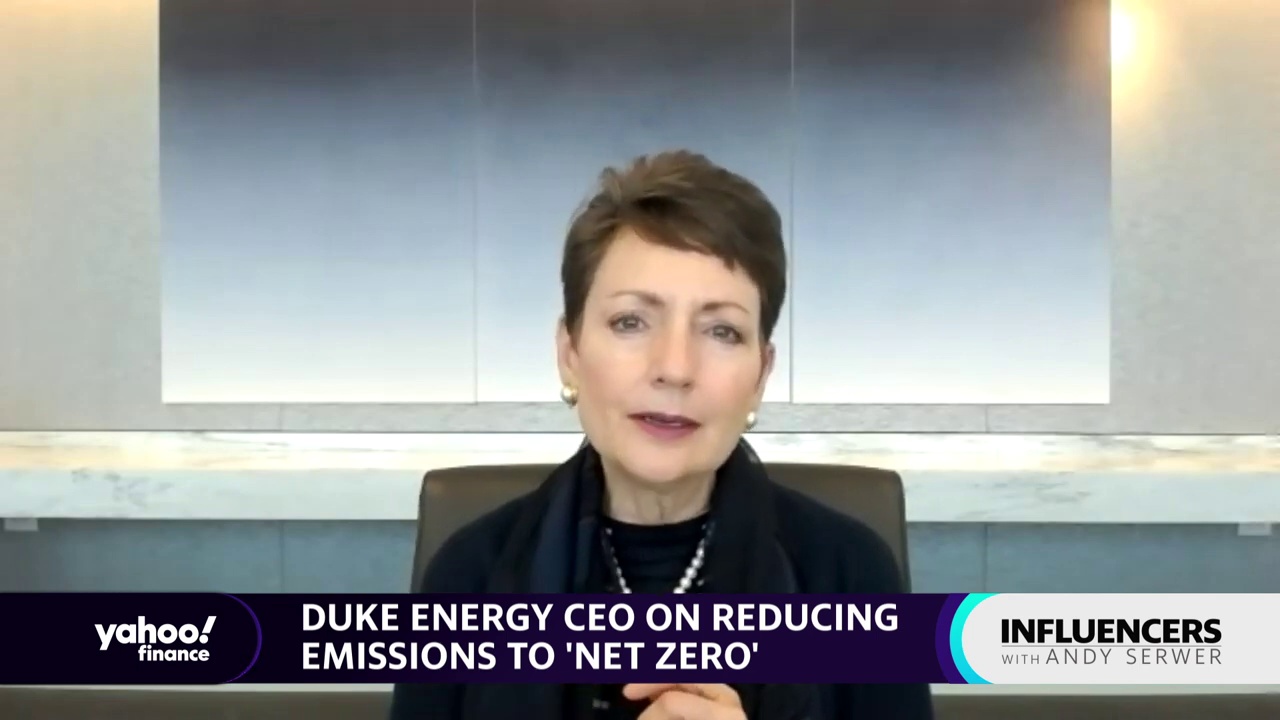 yahoo!
finance
DUKE ENERGY CEO ON REDUCING
EMISSIONS TO 'NET ZERO'
INFLUENCERS
WITH ANDY SERWER